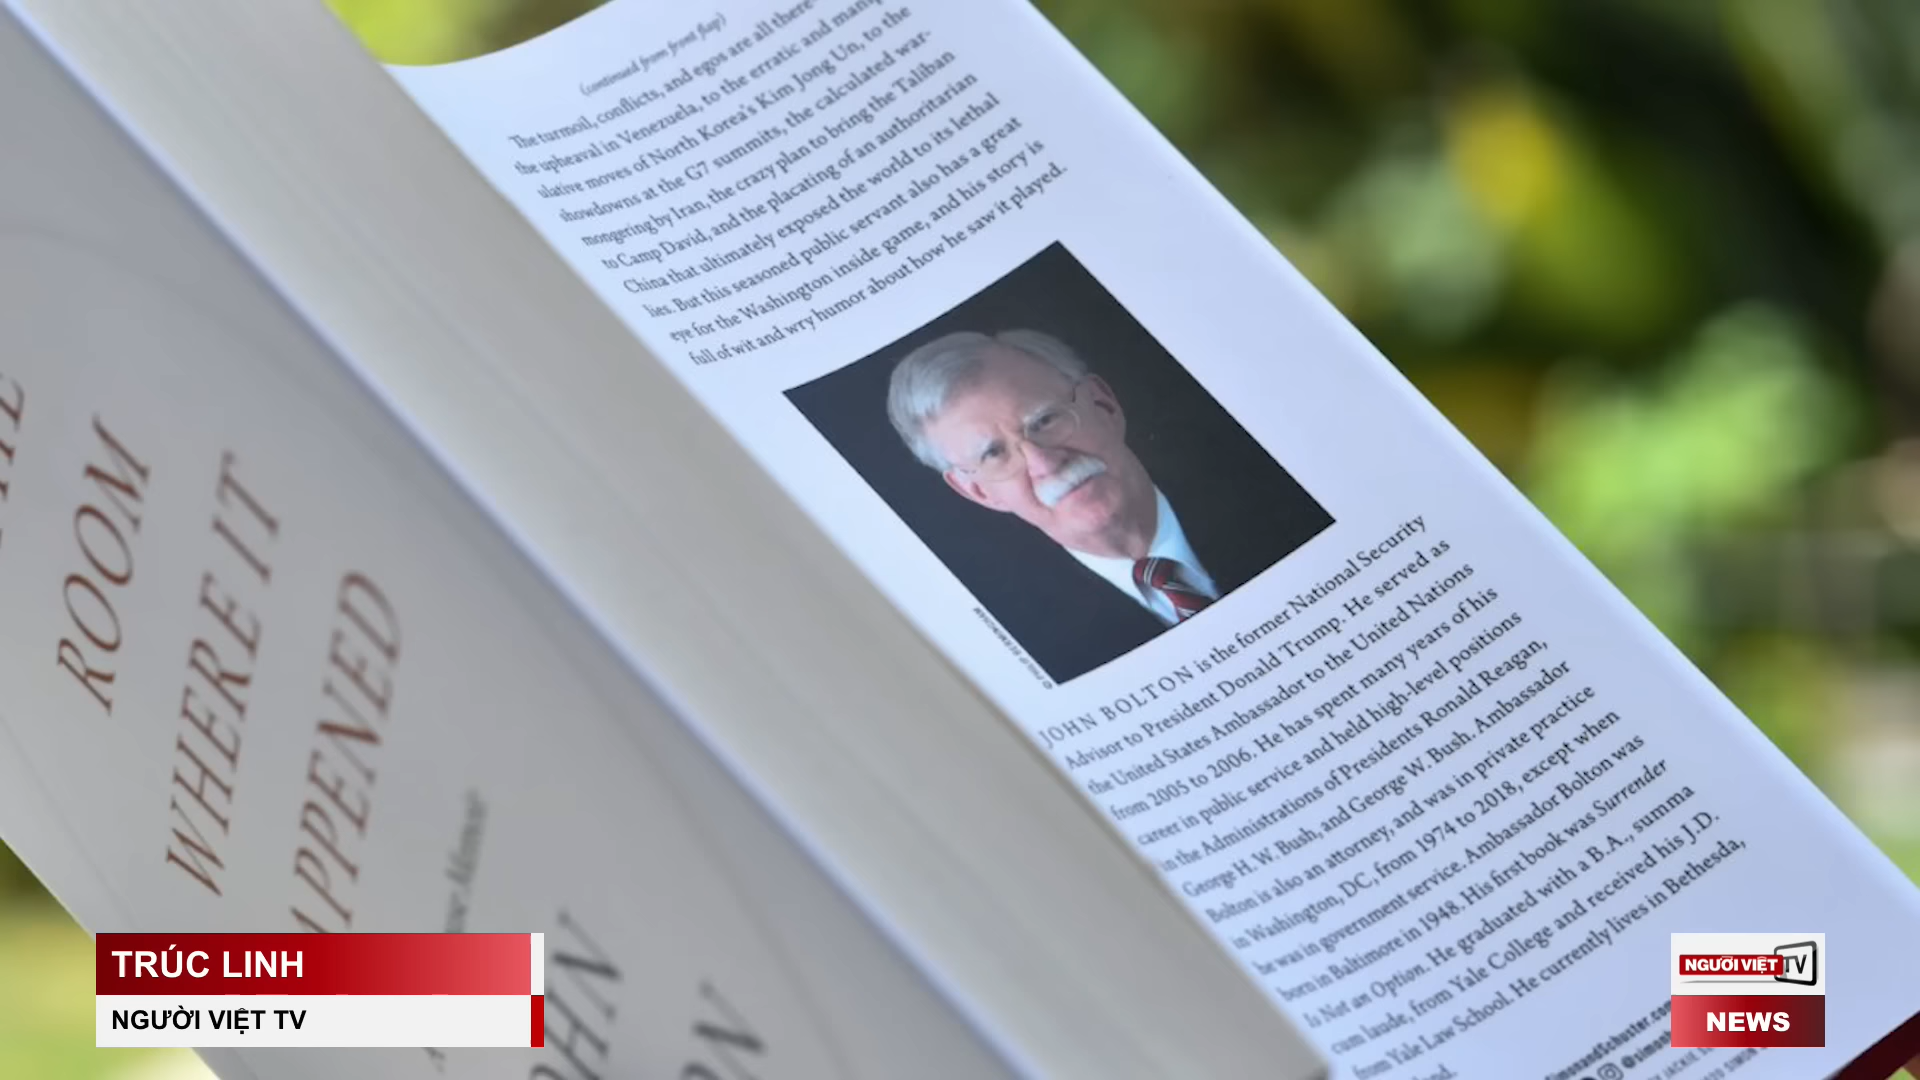 ROOM
WHERE IT
APPENED
(continued from front flap)
The turmoil, conflicts, and egos are all there
the upheaval in Venezuela, to the erratic and manip
ulative moves of North Korea's Kim Jong Un, to the
showdowns at the G7 summits, the calculated war-
mongering by Iran, the crazy plan to bring the Taliban
to Camp David, and the placating of an authoritarian
China that ultimately exposed the world to its lethal
lies. But this seasoned public servant also has a great
eye for the Washington inside game, and his story is
full of wit and wry humor about how he saw it played.
© PHILIP BERMINGHAM
JOHN BOLTON is the former National Security
Advisor to President Donald Trump. He served as
the United States Ambassador to the United Nations
from 2005 to 2006. He has spent many years of his
career in public service and held high-level positions
in the Administrations of Presidents Ronald Reagan,
George H. W. Bush, and George W. Bush. Ambassador
Bolton is also an attorney, and was in private practice
in Washington, DC, from 1974 to 2018, except when
he was in government service. Ambassador Bolton was
born in Baltimore in 1948. His first book was Surrender
Is Not an Option. He graduated with a B.A., summa
cum laude, from Yale College and received his J.D.
from Yale Law School. He currently lives in Bethesda,
TRÚC LINH
NGƯỜI VIỆT TV
NGƯỜI VIỆT TV
NEWS